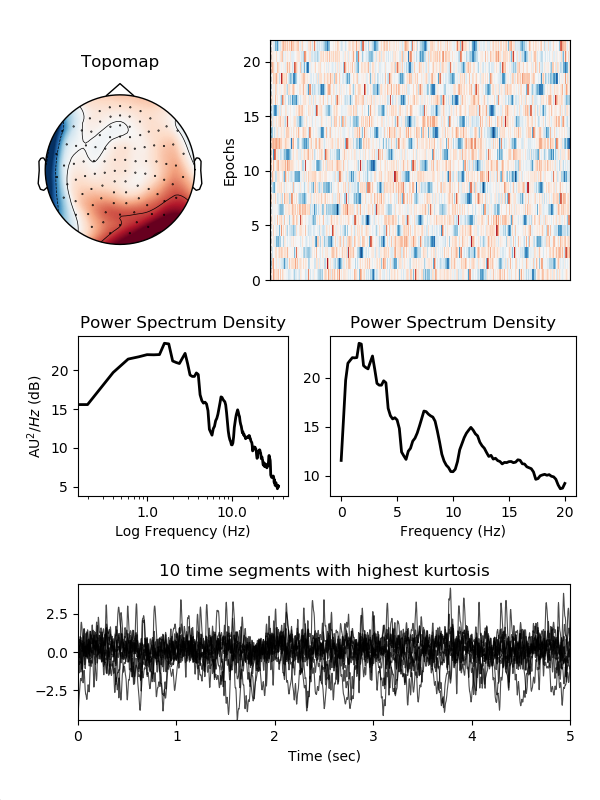 Topomap
Epochs
20
15
10
5
0
Power Spectrum Density
AU²/Hz (dB)
20
15
10
5
1.0 10.0
Log Frequency (Hz)
Power Spectrum Density
20
15
10
0 5 10 15 20
Frequency (Hz)
10 time segments with highest kurtosis
2.5
0.0
−2.5
0 1 2 3 4 5
Time (sec)